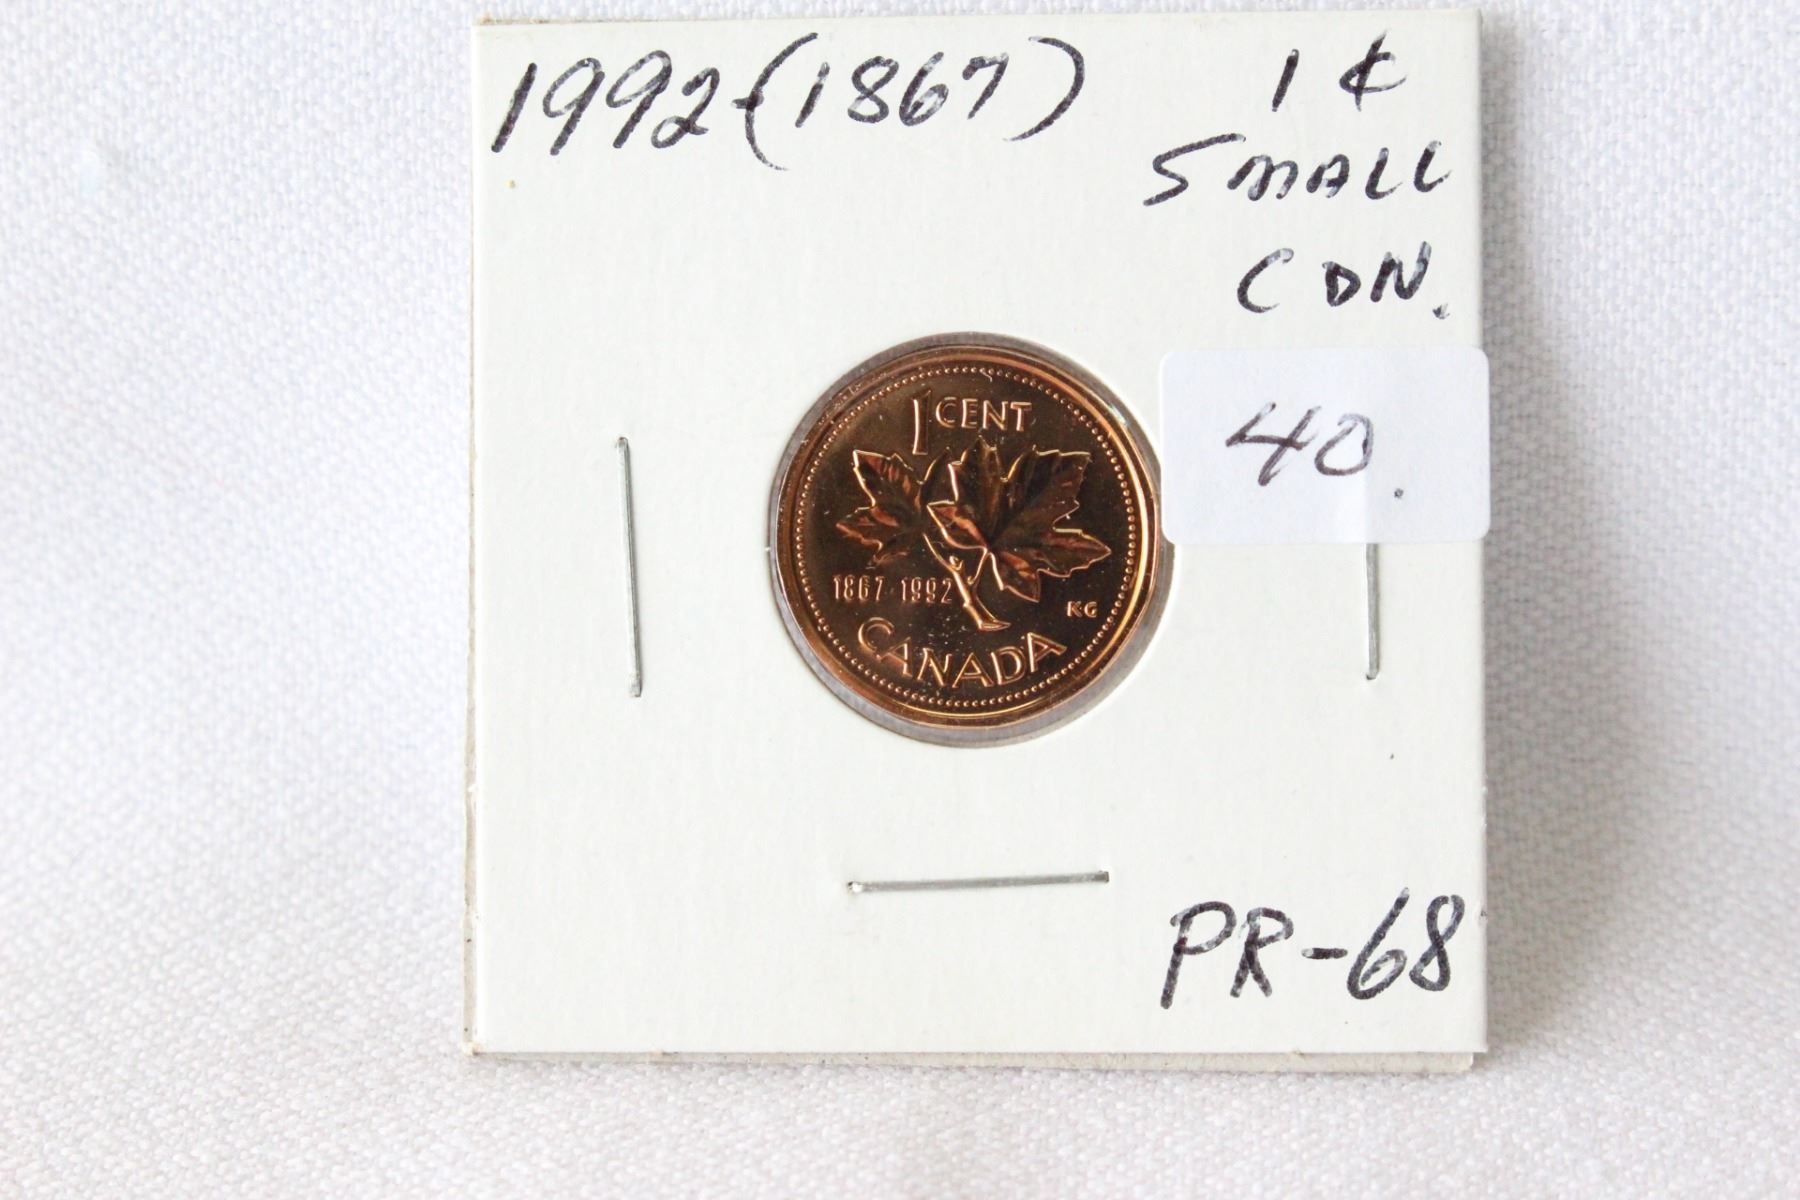 1992-(1867) 1¢
SMALL
CDN.
40.
1 CENT
1867-1992
KG
CANADA
PR-68